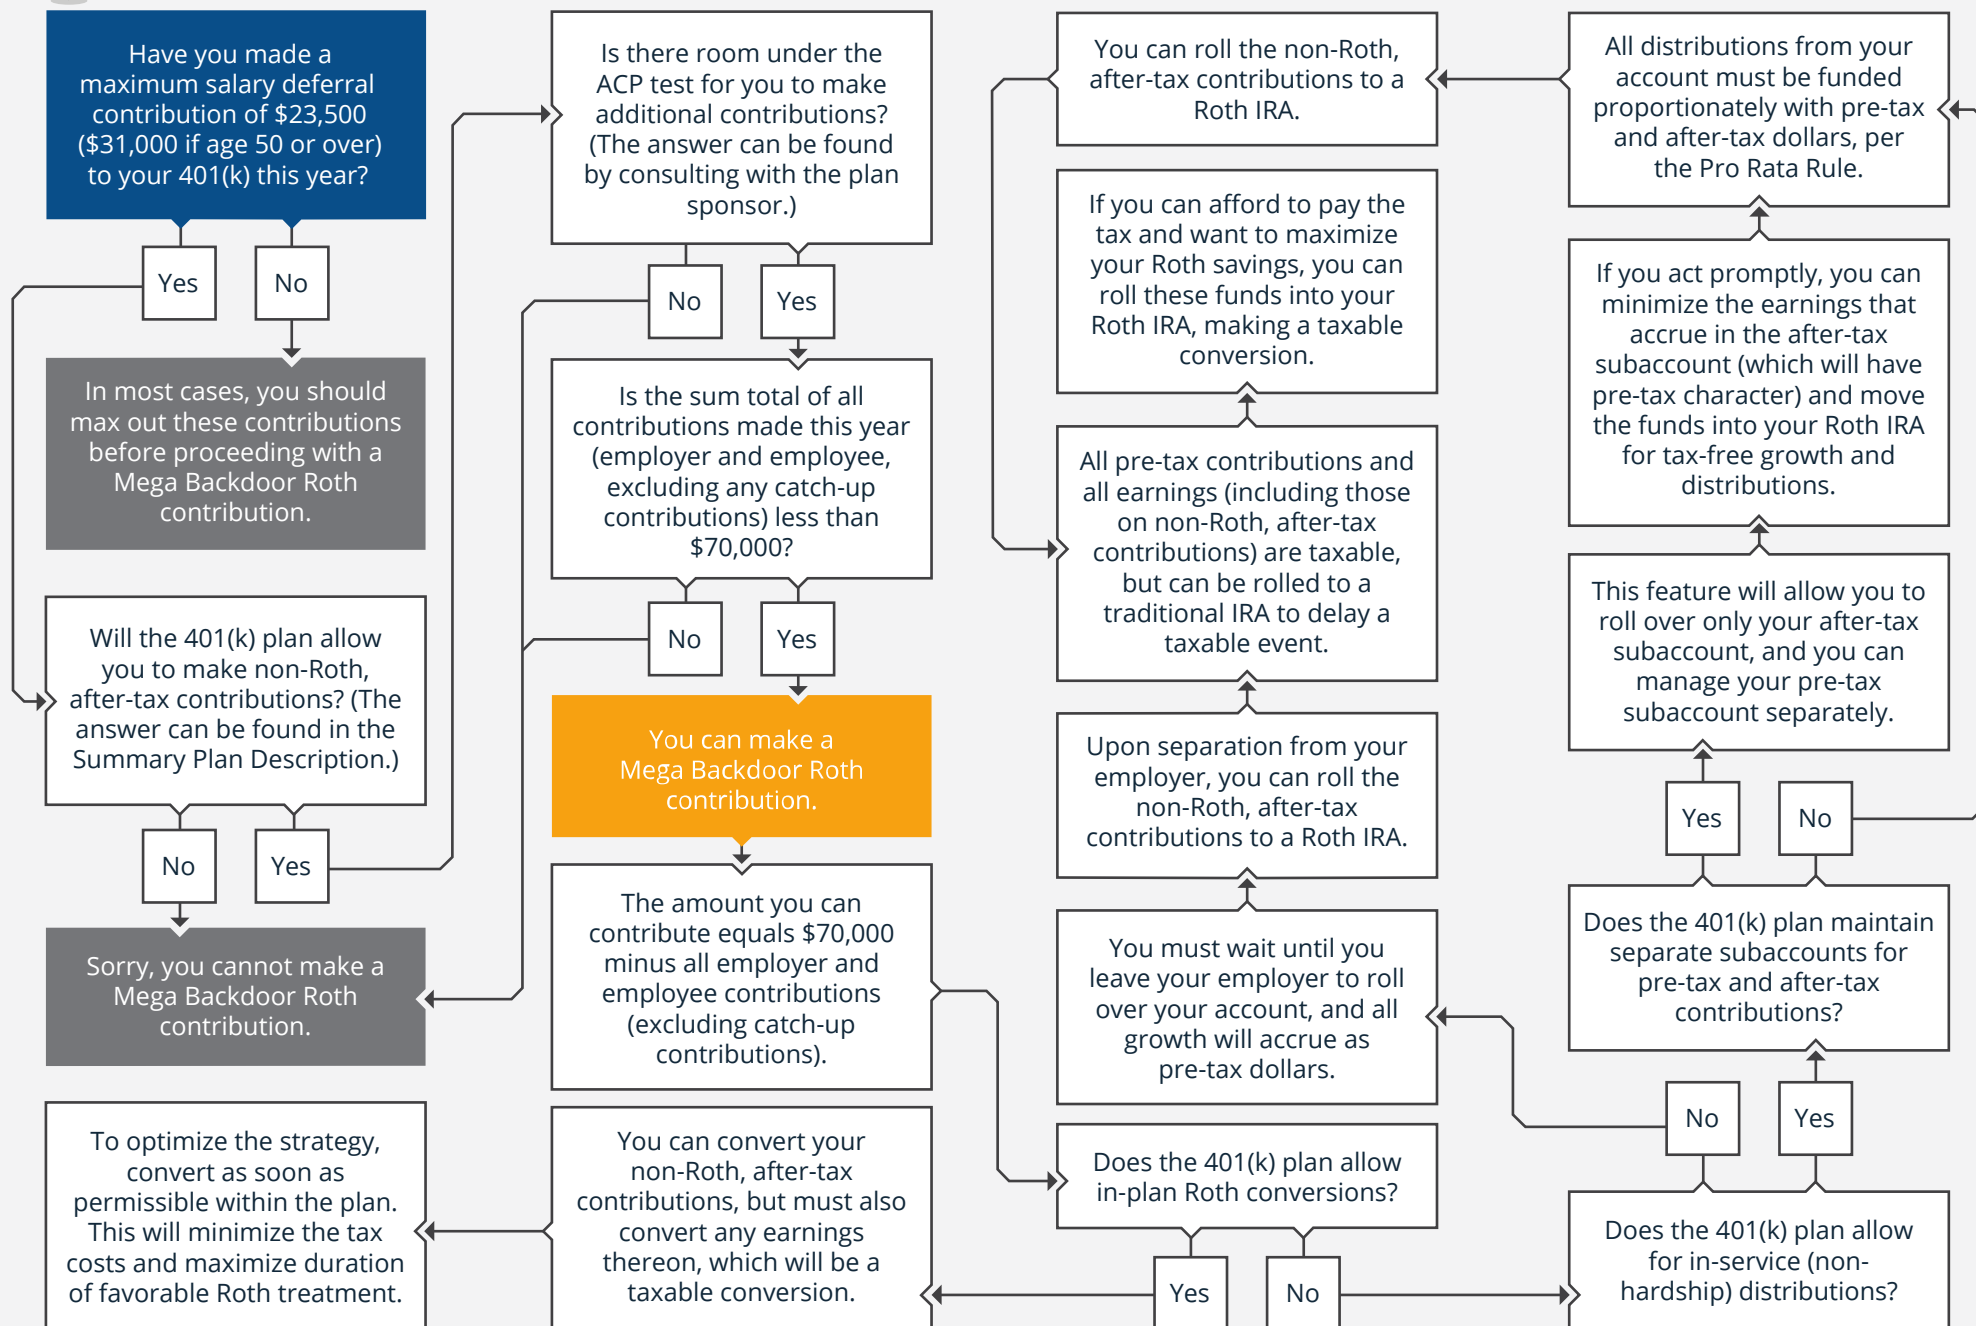 Have you made a
maximum salary deferral
contribution of $23,500
($31,000 if age 50 or over)
to your 401(k) this year?
Yes
No
In most cases, you should
max out these contributions
before proceeding with a
Mega Backdoor Roth
contribution.
Will the 401(k) plan allow
you to make non-Roth,
after-tax contributions? (The
answer can be found in the
Summary Plan Description.)
No
Yes
Sorry, you cannot make a
Mega Backdoor Roth
contribution.
To optimize the strategy,
convert as soon as
permissible within the plan.
This will minimize the tax
costs and maximize duration
of favorable Roth treatment.
Is there room under the
ACP test for you to make
additional contributions?
(The answer can be found
by consulting with the plan
sponsor.)
No
Yes
Is the sum total of all
contributions made this year
(employer and employee,
excluding any catch-up
contributions) less than
$70,000?
No
Yes
You can make a
Mega Backdoor Roth
contribution.
The amount you can
contribute equals $70,000
minus all employer and
employee contributions
(excluding catch-up
contributions).
You can convert your
non-Roth, after-tax
contributions, but must also
convert any earnings
thereon, which will be a
taxable conversion.
You can roll the non-Roth,
after-tax contributions to a
Roth IRA.
If you can afford to pay the
tax and want to maximize
your Roth savings, you can
roll these funds into your
Roth IRA, making a taxable
conversion.
All pre-tax contributions and
all earnings (including those
on non-Roth, after-tax
contributions) are taxable,
but can be rolled to a
traditional IRA to delay a
taxable event.
Upon separation from your
employer, you can roll the
non-Roth, after-tax
contributions to a Roth IRA.
You must wait until you
leave your employer to roll
over your account, and all
growth will accrue as
pre-tax dollars.
Does the 401(k) plan allow
in-plan Roth conversions?
Yes
No
All distributions from your
account must be funded
proportionately with pre-tax
and after-tax dollars, per
the Pro Rata Rule.
If you act promptly, you can
minimize the earnings that
accrue in the after-tax
subaccount (which will have
pre-tax character) and move
the funds into your Roth IRA
for tax-free growth and
distributions.
This feature will allow you to
roll over only your after-tax
subaccount, and you can
manage your pre-tax
subaccount separately.
Yes
No
Does the 401(k) plan maintain
separate subaccounts for
pre-tax and after-tax
contributions?
No
Yes
Does the 401(k) plan allow
for in-service (non-
hardship) distributions?